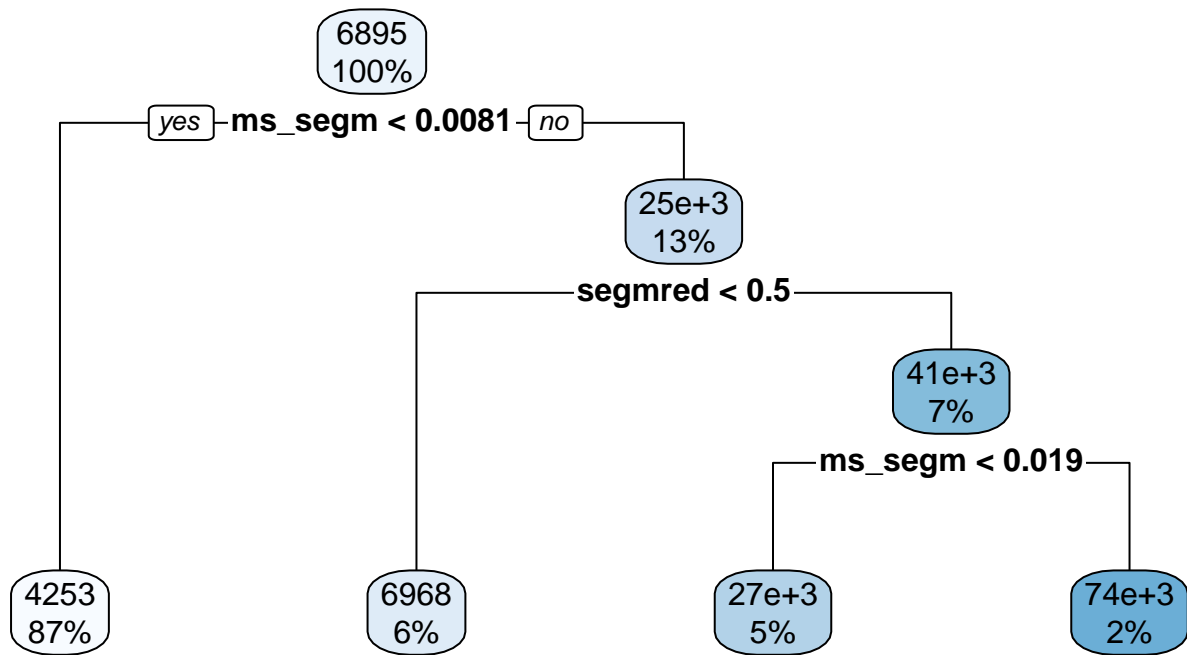 6895
100%
yes ms_segm < 0.0081 no
25e+3
13%
segmred < 0.5
41e+3
7%
ms_segm < 0.019
4253
87%
6968
6%
27e+3
5%
74e+3
2%